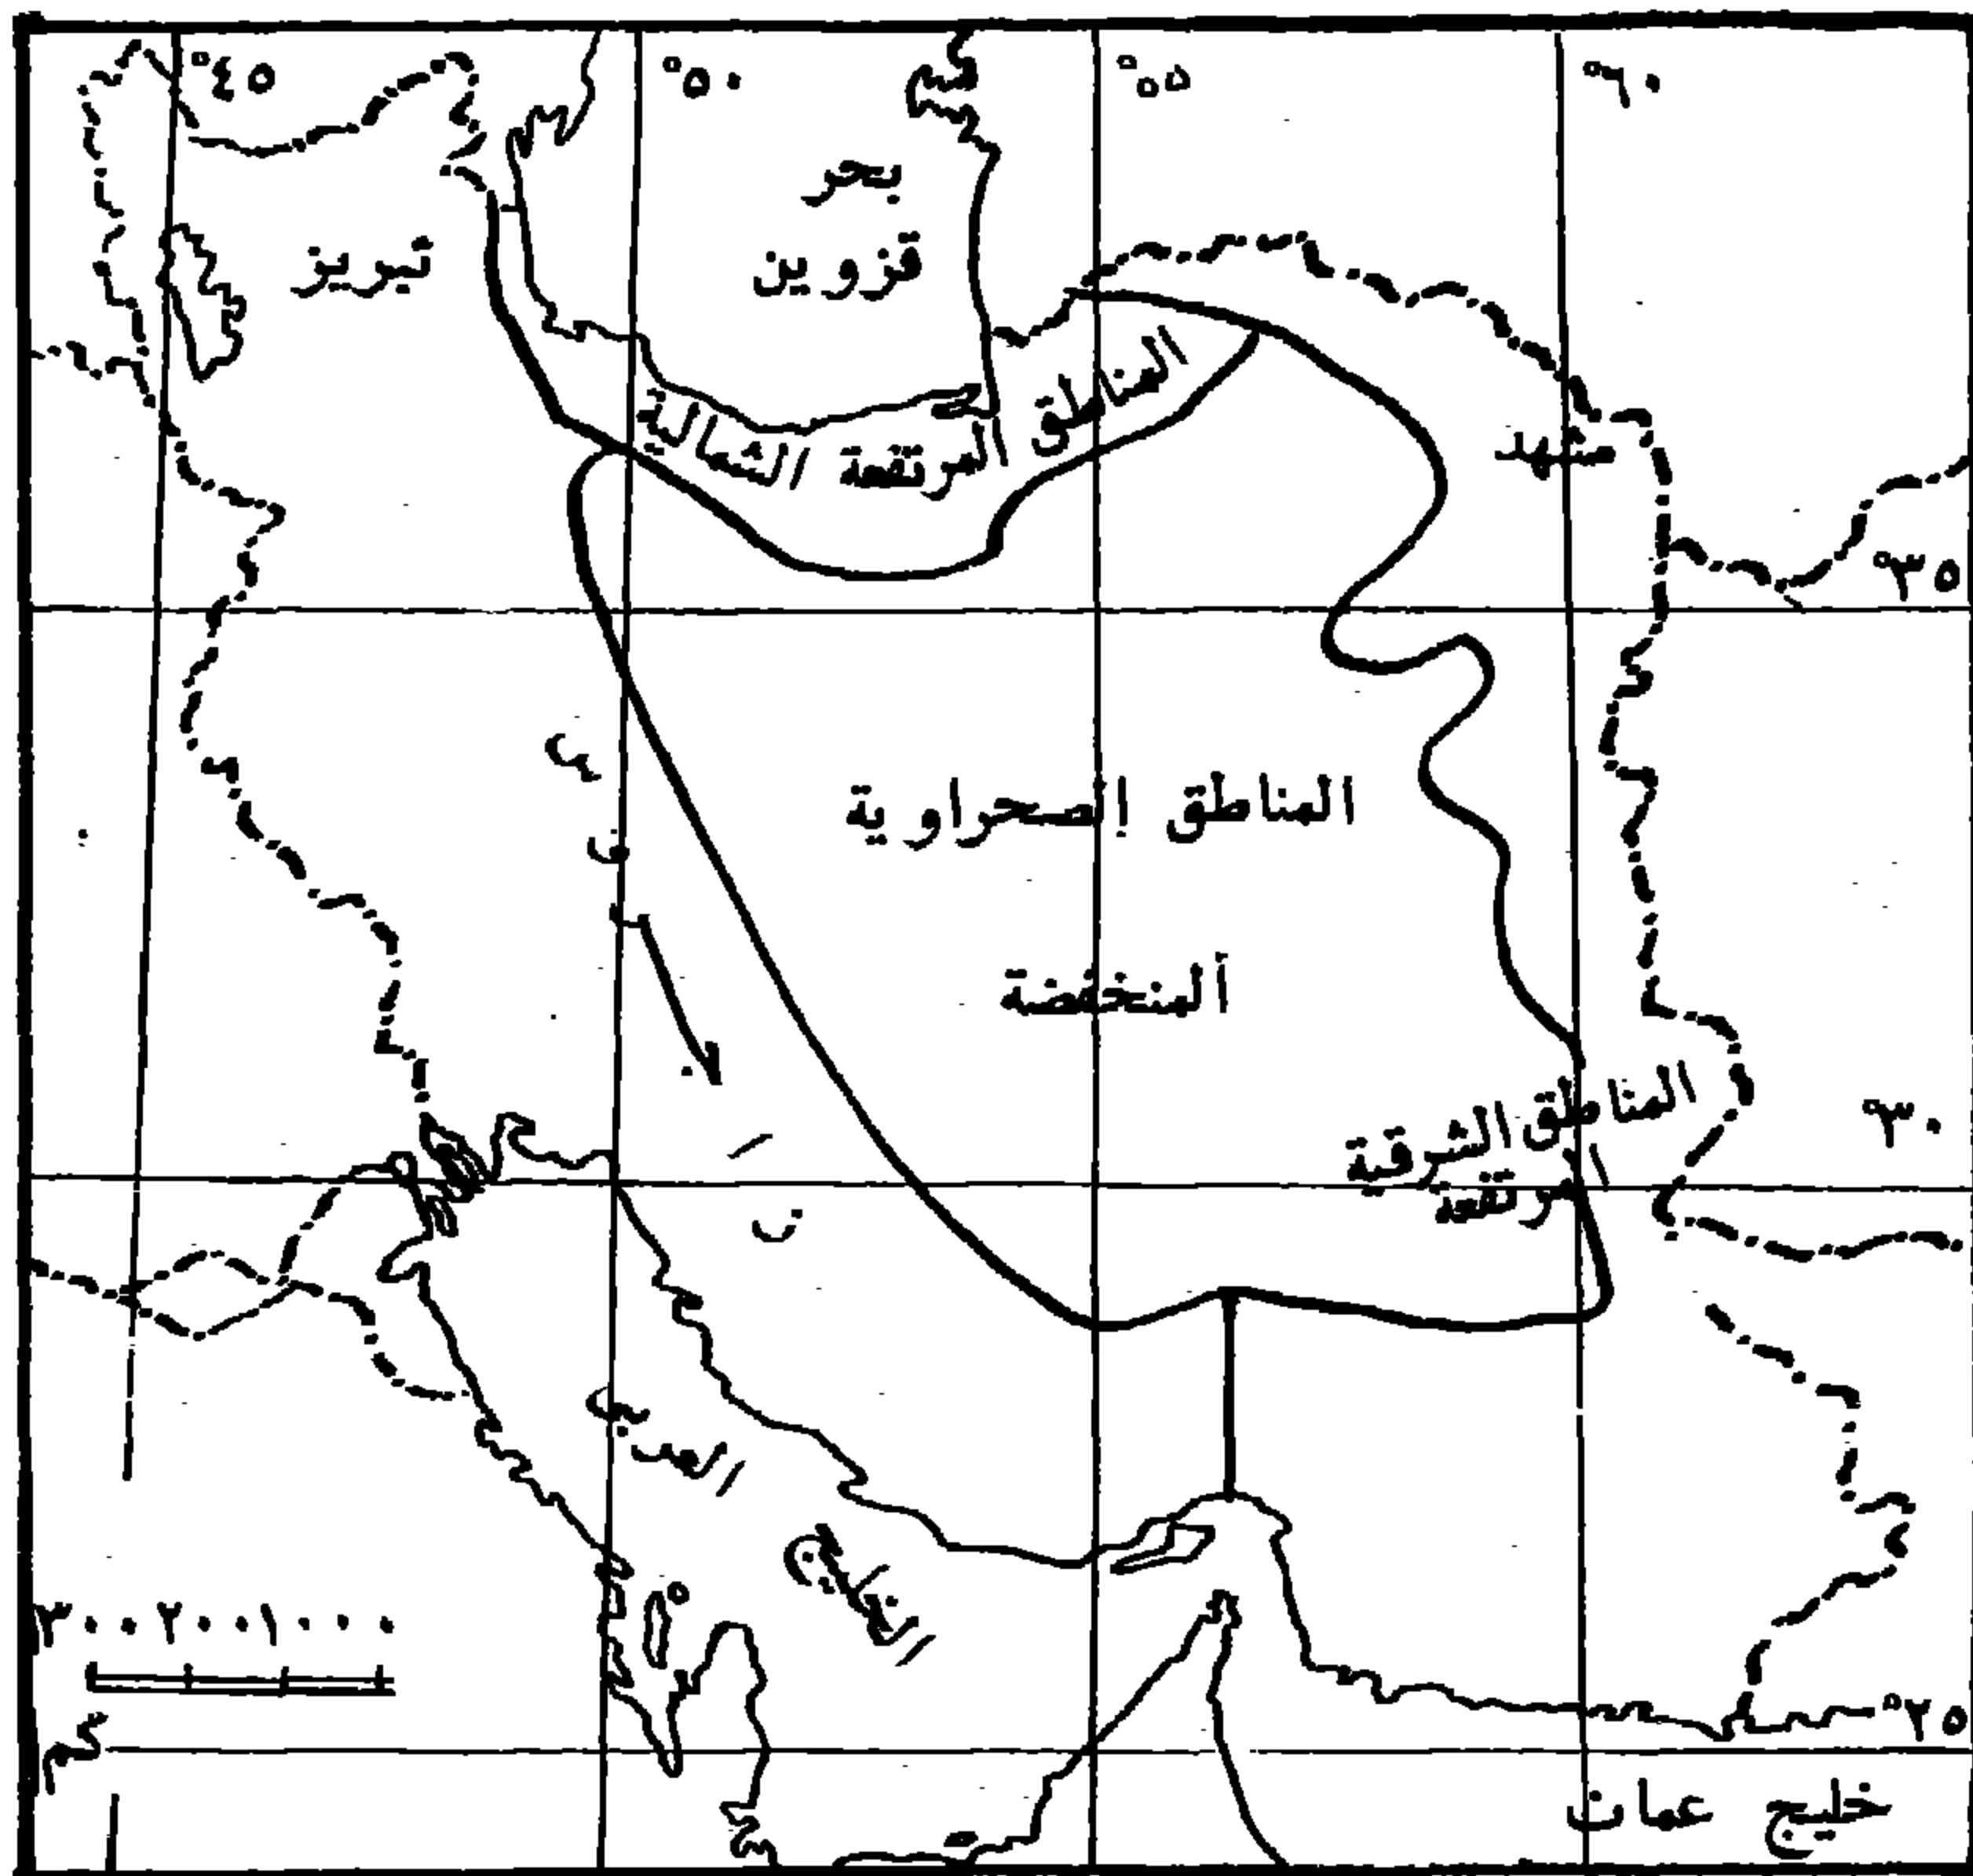 °٤٥
°٥٠
°٥٥
°٦٠
بحر
قزوين
تبريز
المناطق المرتفعة الشمالية
مشهد
°٣٥
المناطق الصحراوية
المنخفضة
المناطق الشرقية
المرتفعة
°٣٠
الخليج
العربي
٣٠٠ ٢٠٠ ١٠٠ ٠
كم
°٢٥
خليج عمان